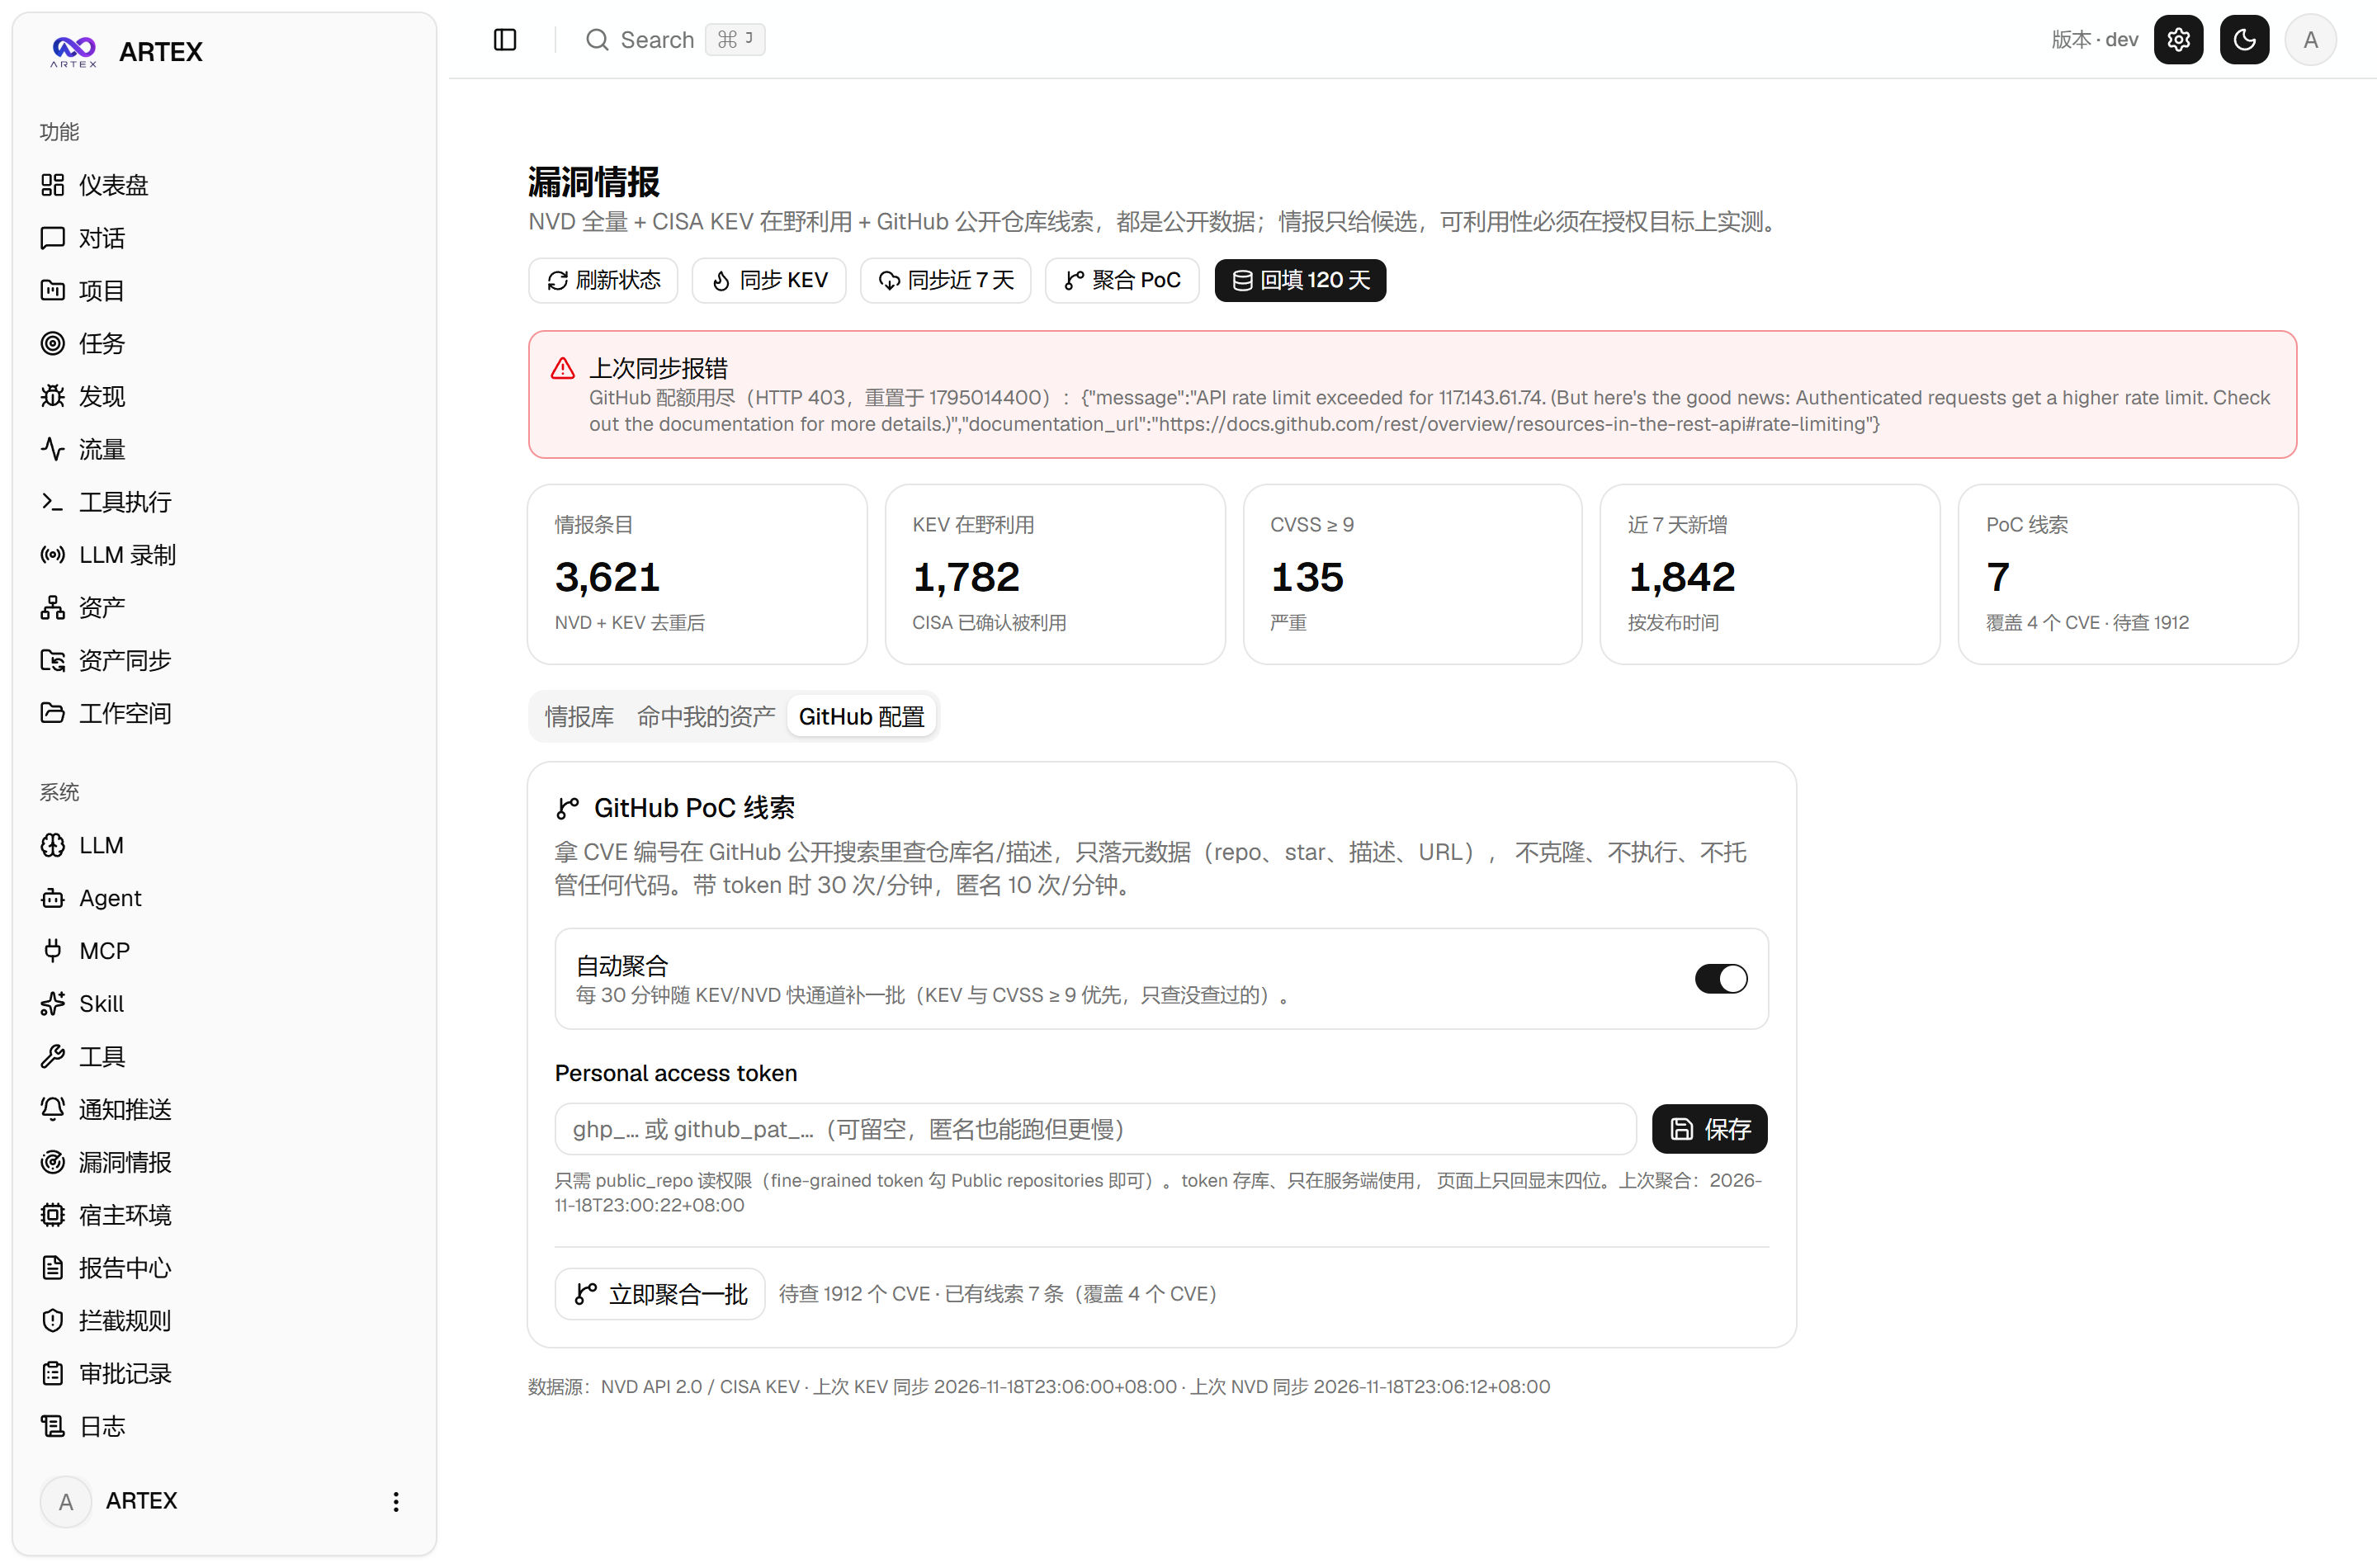 ARTEX
ARTEX
功能
仪表盘
对话
项目
任务
发现
流量
工具执行
LLM 录制
资产
资产同步
工作空间
系统
LLM
Agent
MCP
Skill
工具
通知推送
漏洞情报
宿主环境
报告中心
拦截规则
审批记录
日志
A
ARTEX
Search
⌘ J
版本 · dev
A
漏洞情报
NVD 全量 + CISA KEV 在野利用 + GitHub 公开仓库线索，都是公开数据；情报只给候选，可利用性必须在授权目标上实测。
刷新状态
同步 KEV
同步近 7 天
聚合 PoC
回填 120 天
上次同步报错
GitHub 配额用尽（HTTP 403，重置于 1795014400）：{"message":"API rate limit exceeded for 117.143.61.74. (But here's the good news: Authenticated requests get a higher rate limit. Check
out the documentation for more details.)","documentation_url":"https://docs.github.com/rest/overview/resources-in-the-rest-api#rate-limiting"}
情报条目
3,621
NVD + KEV 去重后
KEV 在野利用
1,782
CISA 已确认被利用
CVSS ≥ 9
135
严重
近 7 天新增
1,842
按发布时间
PoC 线索
7
覆盖 4 个 CVE · 待查 1912
情报库
命中我的资产
GitHub 配置
GitHub PoC 线索
拿 CVE 编号在 GitHub 公开搜索里查仓库名/描述，只落元数据（repo、star、描述、URL）， 不克隆、不执行、不托
管任何代码。带 token 时 30 次/分钟，匿名 10 次/分钟。
自动聚合
每 30 分钟随 KEV/NVD 快通道补一批（KEV 与 CVSS ≥ 9 优先，只查没查过的）。
Personal access token
ghp_... 或 github_pat_...（可留空，匿名也能跑但更慢）
保存
只需 public_repo 读权限（fine-grained token 勾 Public repositories 即可）。token 存库、只在服务端使用， 页面上只回显末四位。上次聚合：2026-
11-18T23:00:22+08:00
立即聚合一批
待查 1912 个 CVE · 已有线索 7 条（覆盖 4 个 CVE）
数据源：NVD API 2.0 / CISA KEV · 上次 KEV 同步 2026-11-18T23:06:00+08:00 · 上次 NVD 同步 2026-11-18T23:06:12+08:00